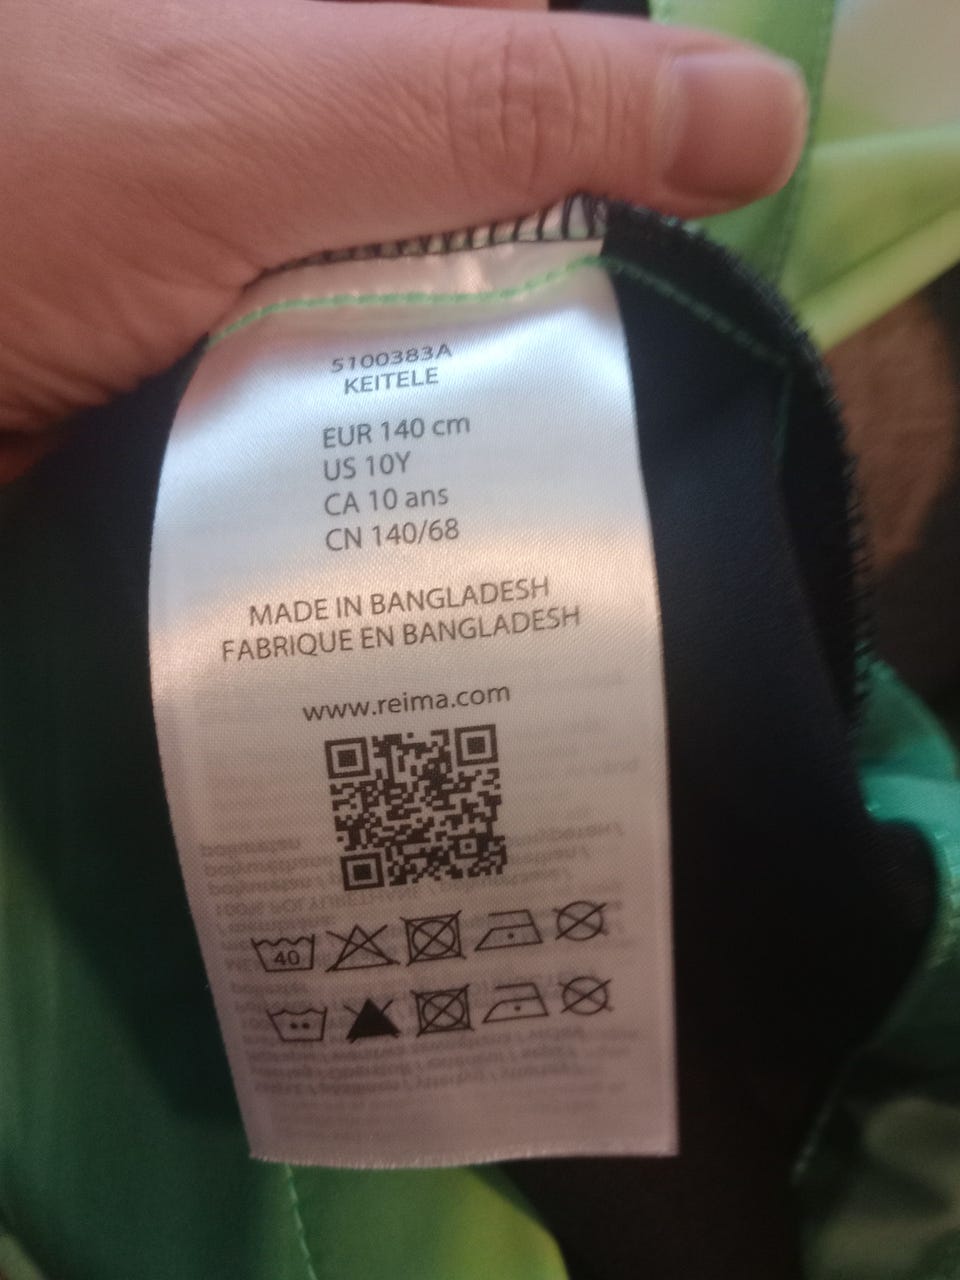 5100383A
KEITELE
EUR 140 cm
US 10Y
CA 10 ans
CN 140/68
MADE IN BANGLADESH
FABRIQUE EN BANGLADESH
www.reima.com
40